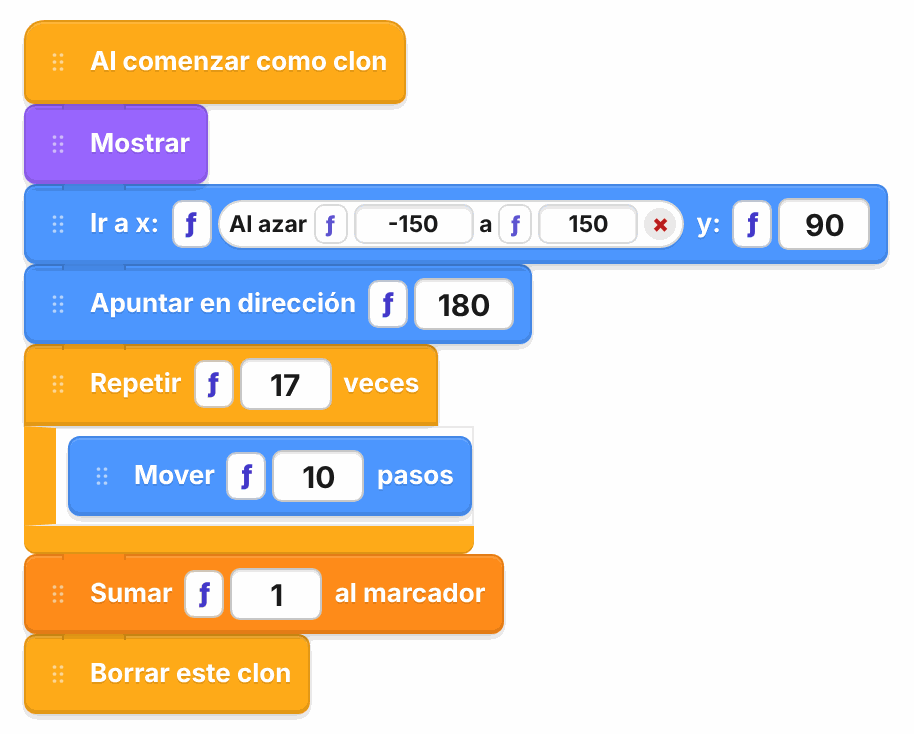 Al comenzar como clon
Mostrar
Ir a x: ƒ Al azar ƒ -150 a ƒ 150 ✖ y: ƒ 90
Apuntar en dirección ƒ 180
Repetir ƒ 17 veces
Mover ƒ 10 pasos
Sumar ƒ 1 al marcador
Borrar este clon